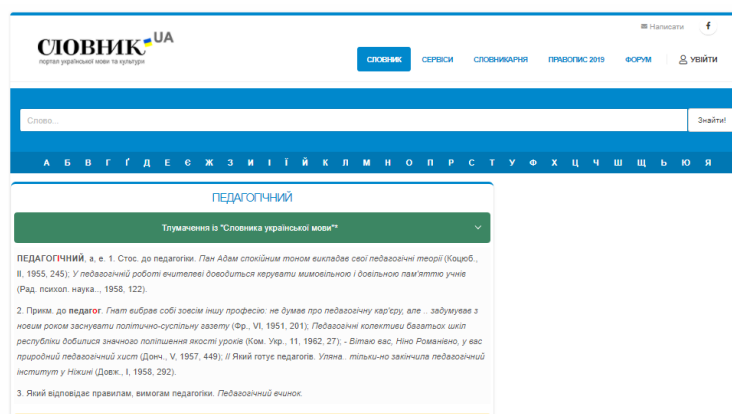 Написати
СЛОВНИК UA
портал української мови та культури
СЛОВНИК СЕРВІСИ СЛОВНИКАРНЯ ПРАВОПИС 2019 ФОРУМ УВІЙТИ
Слово... Знайти!
А Б В Г Ґ Д Е Є Ж З И І Ї Й К Л М Н О П Р С Т У Ф Х Ц Ч Ш Щ Ь Ю Я
ПЕДАГОГІЧНИЙ
Тлумачення із "Словника української мови"*
ПЕДАГОГІЧНИЙ, а, е. 1. Стос. до педагогіки. Пан Адам спокійним тоном викладав свої педагогічні теорії (Коцюб.,
II, 1955, 245); У педагогічній роботі вчителеві доводиться керувати мимовільною і довільною пам'яттю учнів
(Рад. психол. наука.., 1958, 122).
2. Прикм. до педагог. Гнат вибрав собі зовсім іншу професію: не думає про педагогічну кар'єру, але .. задумував з
новим роком заснувати політично-суспільну газету (Фр., VI, 1951, 201); Педагогічні колективи багатьох шкіл
республіки добилися значного поліпшення якості уроків (Ком. Укр., 11, 1962, 27); - Вітаю вас, Ніно Романівно, у вас
природний педагогічний хист (Донч., V, 1957, 449); // Який готує педагогів. Уляна.. тільки-но закінчила педагогічний
інститут у Ніжині (Довж., I, 1958, 292).
3. Який відповідає правилам, вимогам педагогіки. Педагогічний вчинок.